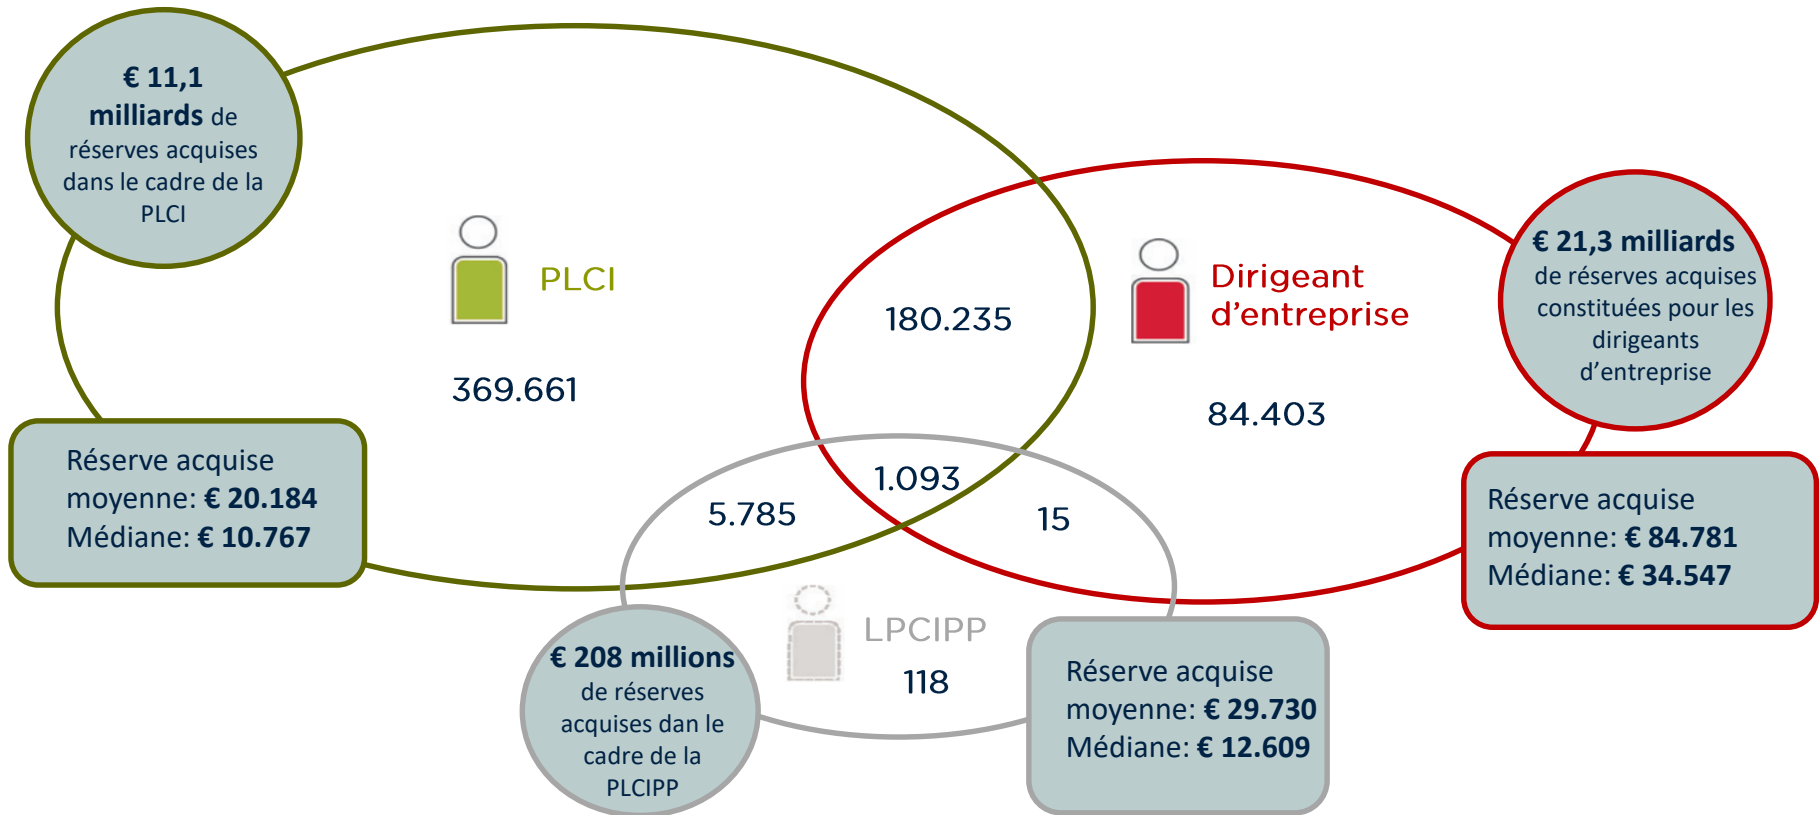 € 11,1
milliards de
réserves acquises
dans le cadre de la
PLCI
PLCI
369.661
Réserve acquise
moyenne: € 20.184
Médiane: € 10.767
180.235
Dirigeant
d'entreprise
84.403
€ 21,3 milliards
de réserves acquises
constituées pour les
dirigeants
d'entreprise
Réserve acquise
moyenne: € 84.781
Médiane: € 34.547
1.093
5.785
15
LPCIPP
118
€ 208 millions
de réserves
acquises dan le
cadre de la
PLCIPP
Réserve acquise
moyenne: € 29.730
Médiane: € 12.609